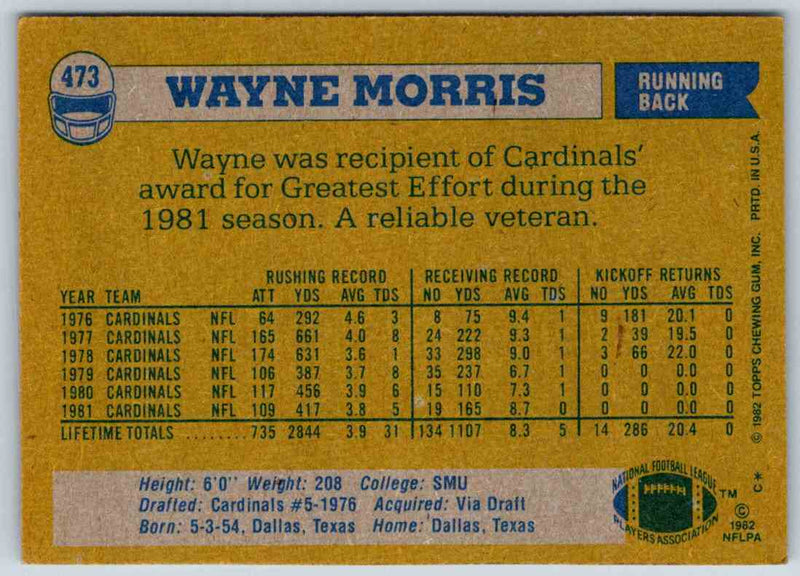 473
WAYNE MORRIS
RUNNING
BACK
Wayne was recipient of Cardinals'
award for Greatest Effort during the
1981 season. A reliable veteran.
RUSHING RECORD RECEIVING RECORD KICKOFF RETURNS
YEAR TEAM ATT YDS AVG TDS NO YDS AVG TDS NO YDS AVG TDS
1976 CARDINALS NFL 64 292 4.6 3 8 75 9.4 1 9 181 20.1 0
1977 CARDINALS NFL 165 661 4.0 8 24 222 9.3 1 2 39 19.5 0
1978 CARDINALS NFL 174 631 3.6 1 33 298 9.0 1 3 66 22.0 0
1979 CARDINALS NFL 106 387 3.7 8 35 237 6.7 1 0 0 0.0 0
1980 CARDINALS NFL 117 456 3.9 6 15 110 7.3 1 0 0 0.0 0
1981 CARDINALS NFL 109 417 3.8 5 19 165 8.7 0 0 0 0.0 0
LIFETIME TOTALS ........ 735 2844 3.9 31 134 1107 8.3 5 14 286 20.4 0
Height: 6'0" Weight: 208 College: SMU
Drafted: Cardinals #5-1976 Acquired: Via Draft
Born: 5-3-54, Dallas, Texas Home: Dallas, Texas
NATIONAL FOOTBALL LEAGUE
PLAYERS ASSOCIATION
TM
©
1982
NFLPA
© 1982 TOPPS CHEWING GUM, INC. PRTD. IN U.S.A.
C*